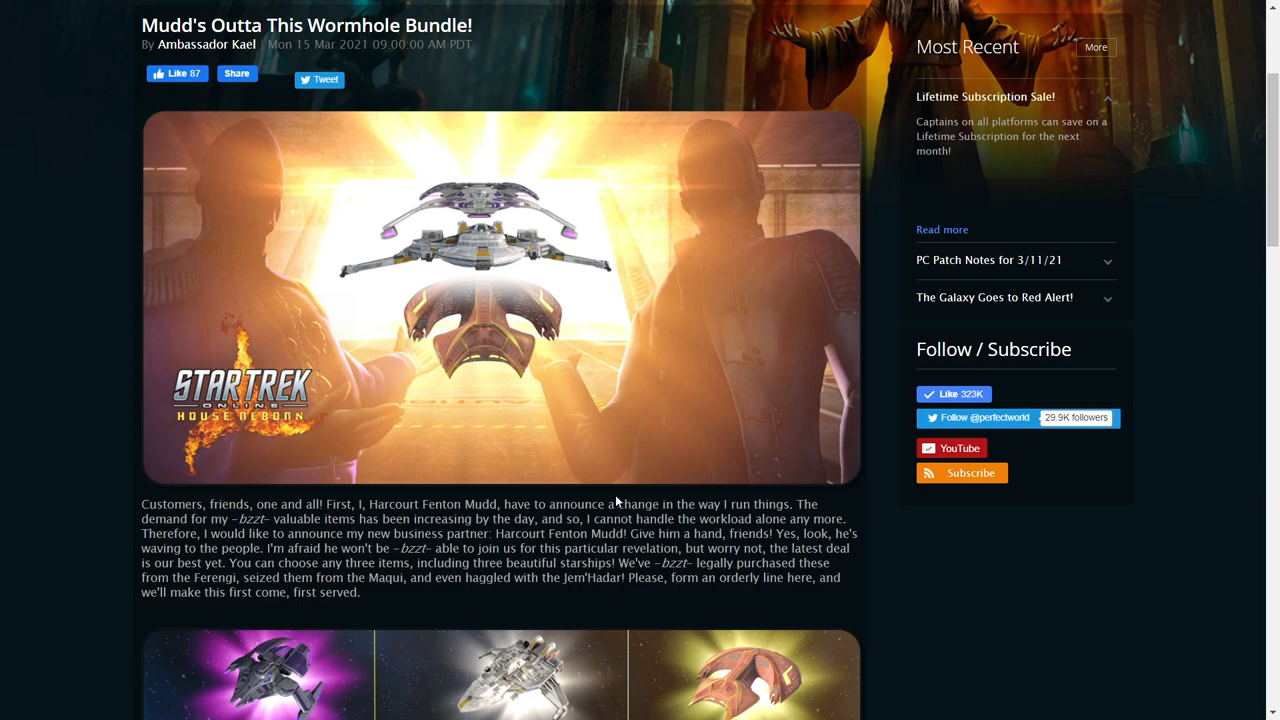 Mudd's Outta This Wormhole Bundle!
By Ambassador Kael | Mon 15 Mar 2021 09:00:00 AM PDT
Like 87
Share
Tweet
STAR TREK
ONLINE
HOUSE REBORN
Customers, friends, one and all! First, I, Harcourt Fenton Mudd, have to announce a change in the way I run things. The
demand for my –bzzt– valuable items has been increasing by the day, and so, I cannot handle the workload alone any more.
Therefore, I would like to announce my new business partner: Harcourt Fenton Mudd! Give him a hand, friends! Yes, look, he's
waving to the people. I'm afraid he won't be –bzzt– able to join us for this particular revelation, but worry not, the latest deal
is our best yet. You can choose any three items, including three beautiful starships! We've –bzzt– legally purchased these
from the Ferengi, seized them from the Maqui, and even haggled with the Jem'Hadar! Please, form an orderly line here, and
we'll make this first come, first served.
Most Recent
More
Lifetime Subscription Sale!
Captains on all platforms can save on a
Lifetime Subscription for the next
month!
Read more
PC Patch Notes for 3/11/21
The Galaxy Goes to Red Alert!
Follow / Subscribe
Like 323K
Follow @perfectworld
29.9K followers
YouTube
Subscribe